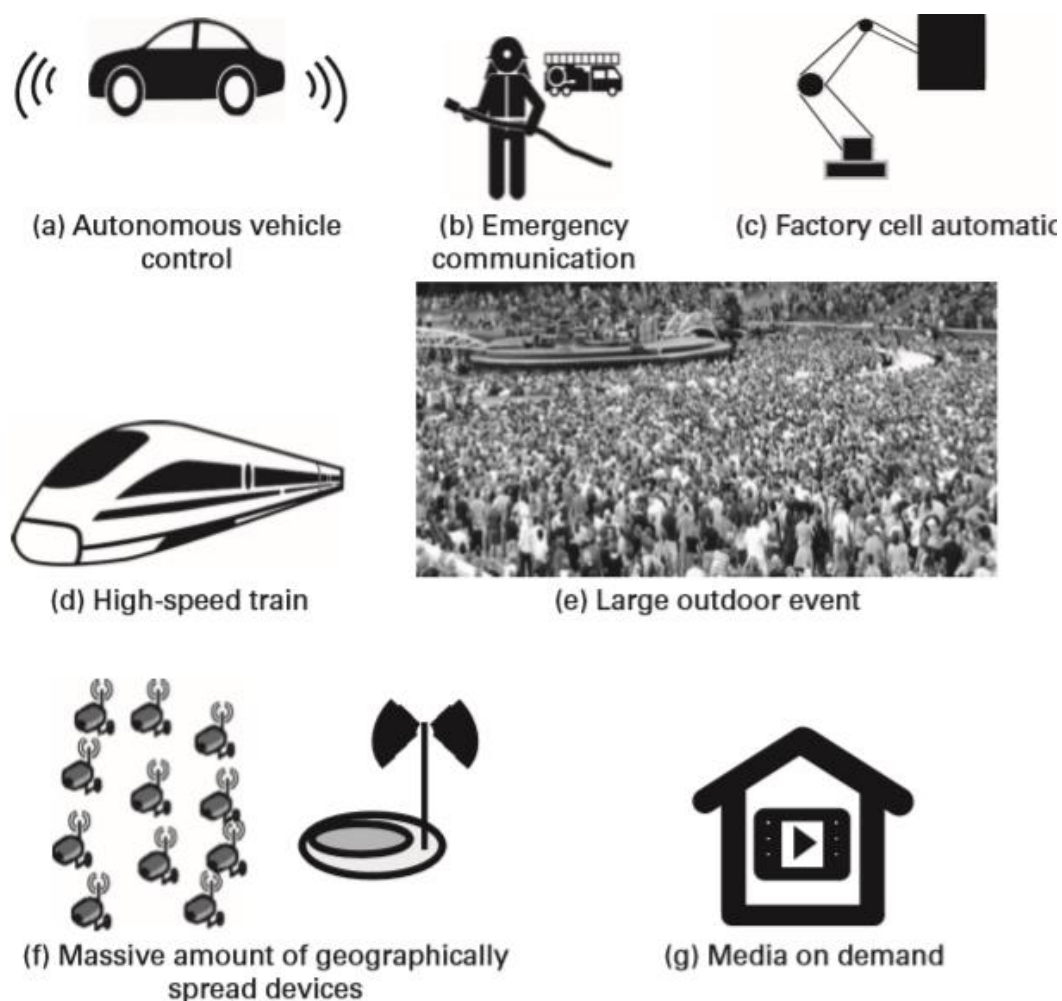 (a) Autonomous vehicle
control
(b) Emergency
communication
(c) Factory cell automatic
(d) High-speed train
(e) Large outdoor event
(f) Massive amount of geographically
spread devices
(g) Media on demand